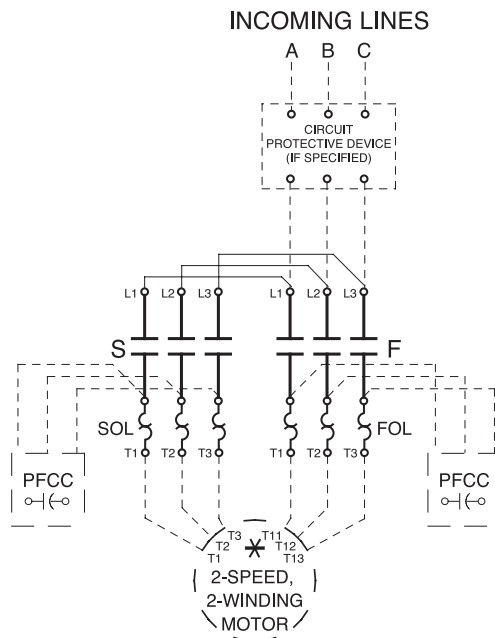 INCOMING LINES
A B C
CIRCUIT
PROTECTIVE DEVICE
(IF SPECIFIED)
L1 L2 L3 L1 L2 L3
S F
SOL FOL
T1 T2 T3 T1 T2 T3
PFCC PFCC
T3 T11
T2 T12
T1 T13
2-SPEED,
2-WINDING
MOTOR